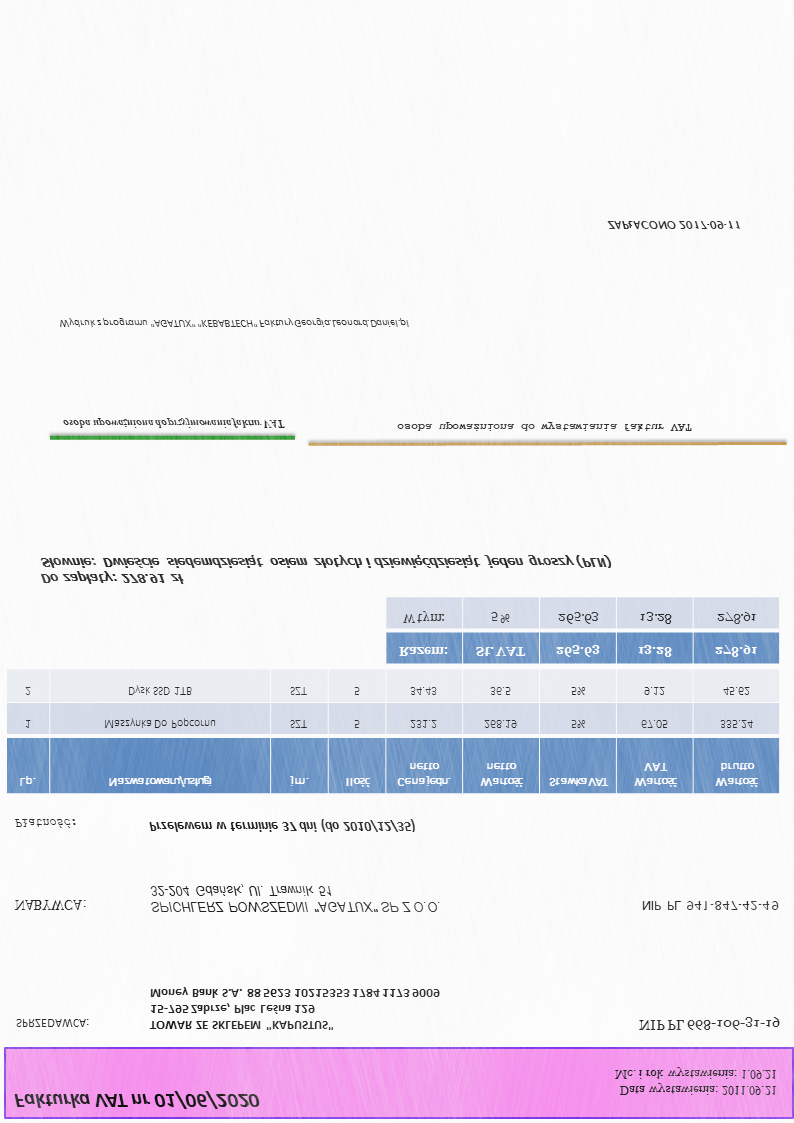 Fakturka VAT nr 01/06/2020
Data wystawienia: 2011.09.21
Mc. i rok wystawienia: 1.09.21
SPRZEDAWCA:
TOWAR ZE SKLEPEM "KAPUSTUS"
15-795 Zabrze, Plac Leśna 129
Money Bank S.A. 88 5623 10215353 1784 1173 9009
NIP PL 668-106-31-19
NABYWCA:
SPICHLERZ POWSZEDNI "AGATUX" SP Z O.O.
32-204 Gdańsk, Ul. Trawnik 51
NIP PL 941-847-42-49
Płatność:
Przelewem w terminie 37 dni (do 2010/12/35)
Lp. Nazwa towaru/usługi jm. Ilość Cena jedn. netto Wartość netto Stawka VAT Wartość VAT Wartość brutto
1 Maszynka Do Popcornu SZT 5 231.2 268.19 5% 67.05 335.24
2 Dysk SSD 1TB SZT 5 34.43 36.5 5% 9.12 45.62
Razem: St. VAT 265.63 13.28 278.91
W tym: 5 % 265.63 13.28 278.91
Do zapłaty: 278.91 zł
Słownie: Dwieście siedemdziesiąt osiem złotych i dziewięćdziesiąt jeden groszy (PLN)
osoba upoważniona do przyjmowania faktur VAT
osoba upoważniona do wystawiania faktur VAT
Wydruk z programu "AGATUX" "KEBABTECH" Faktury Georgia.Leonard.Daniel.pl
ZAPŁACONO 2017-09-11